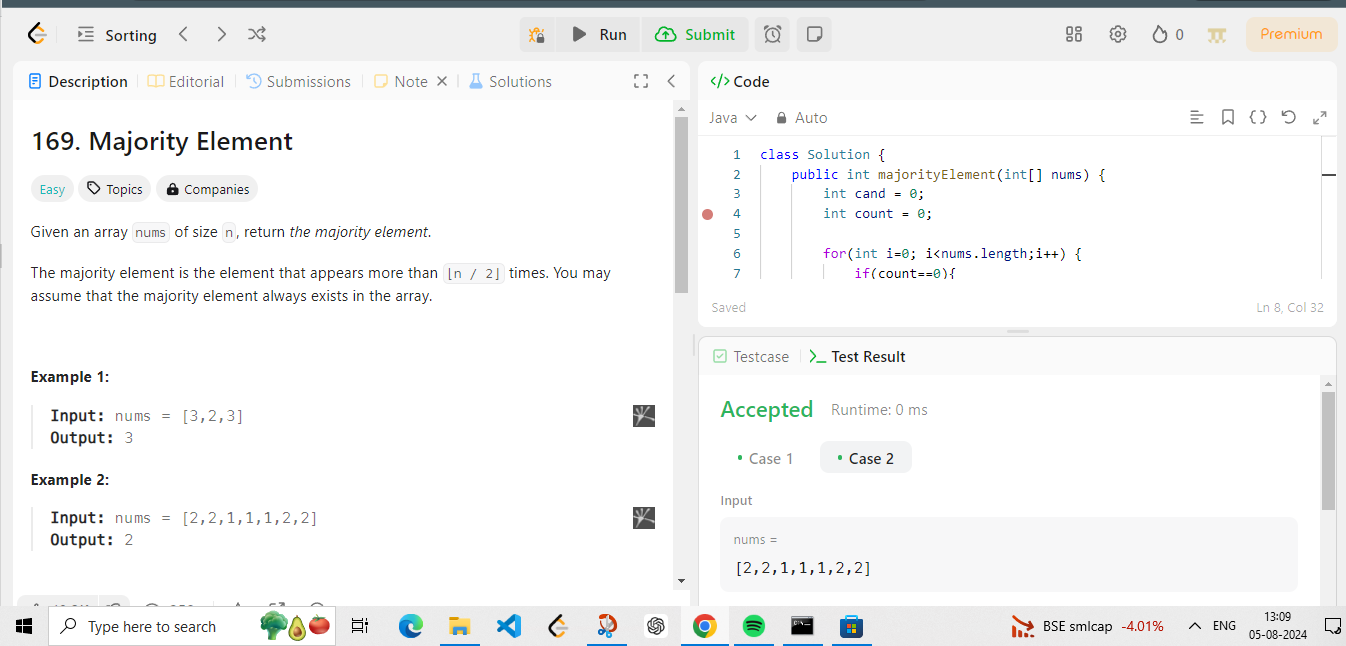 Sorting
Run
Submit
0
Premium
Description
Editorial
Submissions
Note
Solutions
169. Majority Element
Easy
Topics
Companies
Given an array nums of size n, return the majority element.
The majority element is the element that appears more than ⌊n / 2⌋ times. You may
assume that the majority element always exists in the array.
Example 1:
Input: nums = [3,2,3]
Output: 3
Example 2:
Input: nums = [2,2,1,1,1,2,2]
Output: 2
</> Code
Java
Auto
1 class Solution {
2 public int majorityElement(int[] nums) {
3 int cand = 0;
4 int count = 0;
5
6 for(int i=0; i<nums.length;i++) {
7 if(count==0){
Saved
Ln 8, Col 32
Testcase
Test Result
Accepted Runtime: 0 ms
Case 1
Case 2
Input
nums =
[2,2,1,1,1,2,2]
Type here to search
BSE smlcap -4.01%
ENG
13:09
05-08-2024